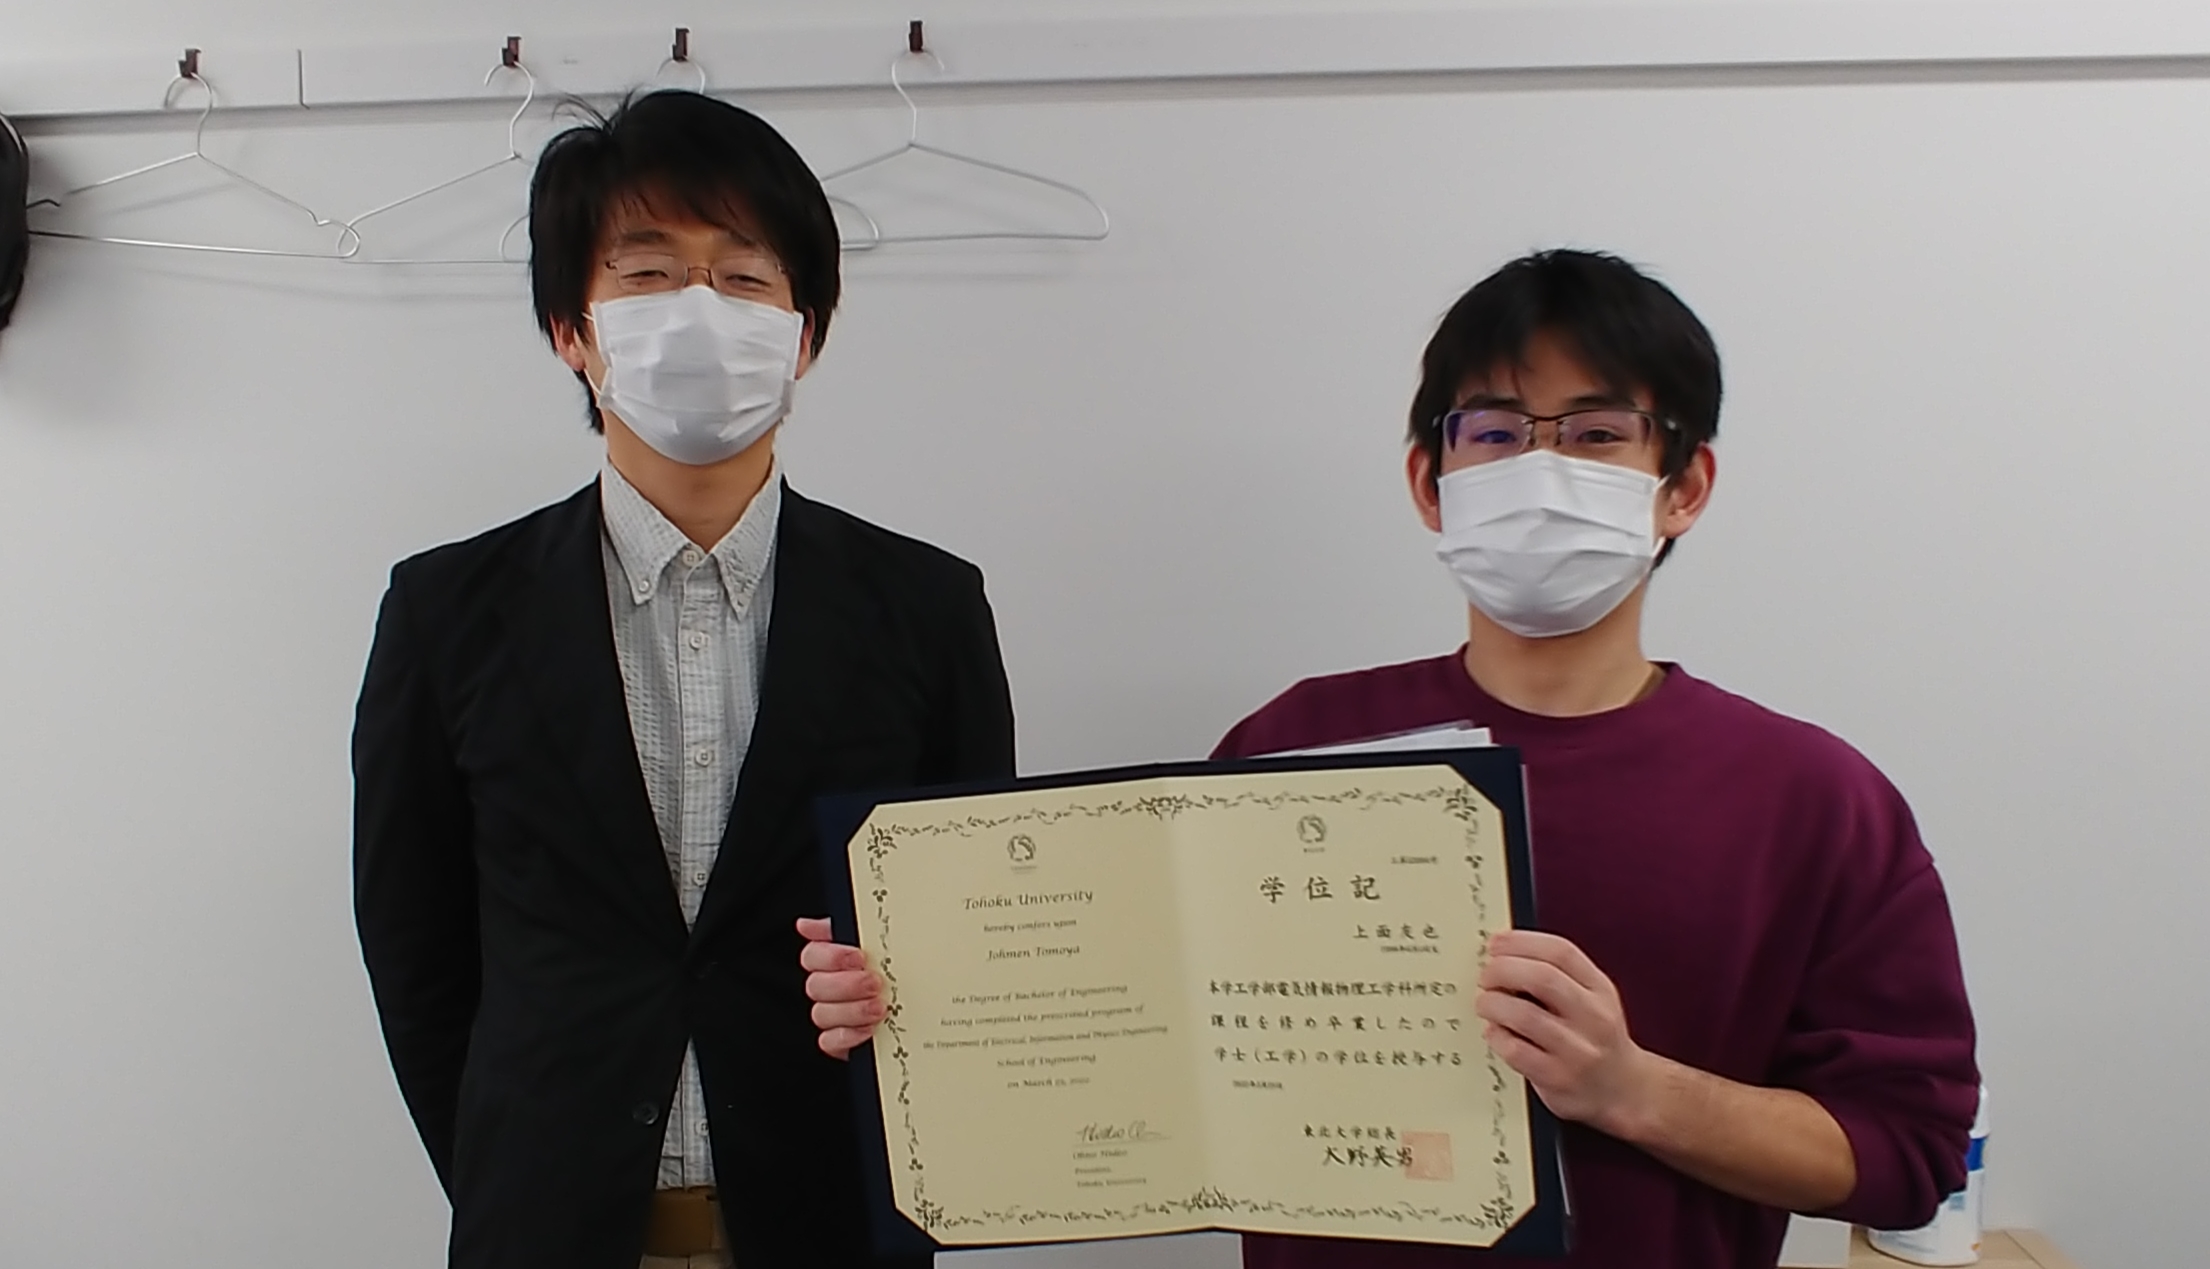 Tohoku University
hereby confers upon
Johmen Tomoya
the Degree of Bachelor of Engineering
having completed the prescribed program of
the Department of Electrical, Information and Physics Engineering
School of Engineering
on March 25, 2022
Ohno Hideo
President,
Tohoku University
学位記
上面友也
本学工学部電気情報物理工学科所定の
課程を修め卒業したので
学士（工学）の学位を授与する
東北大学総長
大野英男